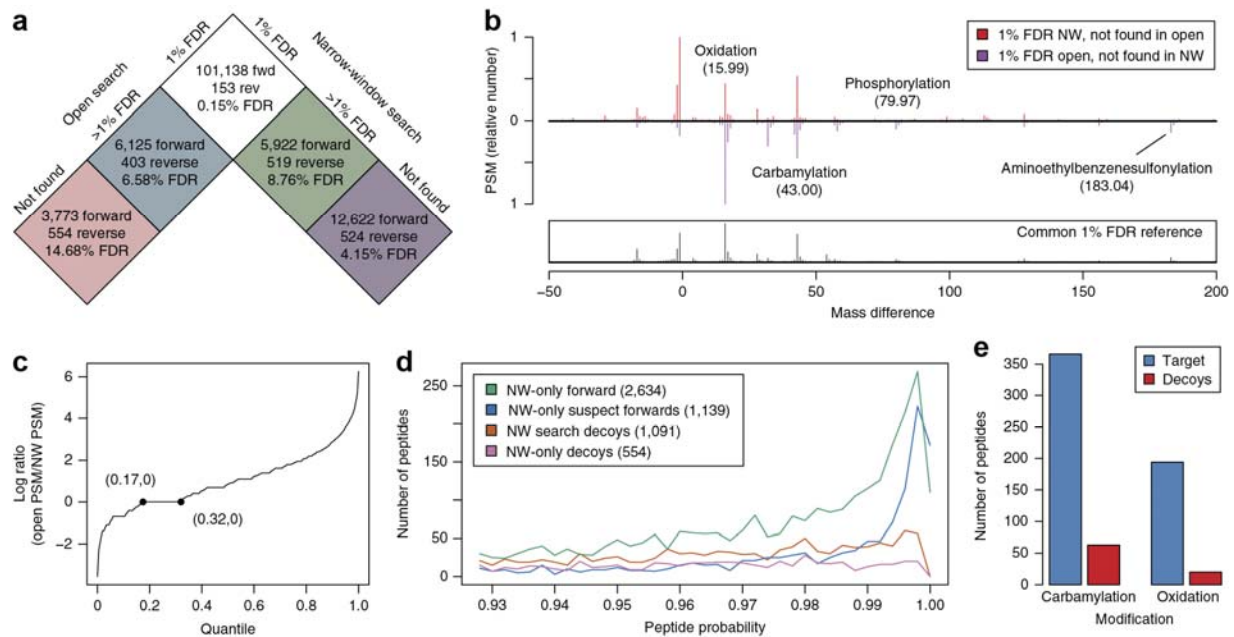 a
Open search
1% FDR
>1% FDR
Not found
1% FDR
Narrow-window search
>1% FDR
Not found
101,138 fwd
153 rev
0.15% FDR
6,125 forward
403 reverse
6.58% FDR
5,922 forward
519 reverse
8.76% FDR
3,773 forward
554 reverse
14.68% FDR
12,622 forward
524 reverse
4.15% FDR
b
PSM (relative number)
1
0
1
1% FDR NW, not found in open
1% FDR open, not found in NW
Oxidation
(15.99)
Phosphorylation
(79.97)
Carbamylation
(43.00)
Aminoethylbenzenesulfonylation
(183.04)
Common 1% FDR reference
−50 0 50 100 150 200
Mass difference
c
Log ratio
(open PSM/NW PSM)
6
4
2
0
−2
(0.17,0)
(0.32,0)
0 0.2 0.4 0.6 0.8 1.0
Quantile
d
Number of peptides
250
150
50
0
NW-only forward (2,634)
NW-only suspect forwards (1,139)
NW search decoys (1,091)
NW-only decoys (554)
0.93 0.94 0.95 0.96 0.97 0.98 0.99 1.00
Peptide probability
e
Number of peptides
350
300
250
200
150
100
50
0
Target
Decoys
Carbamylation Oxidation
Modification